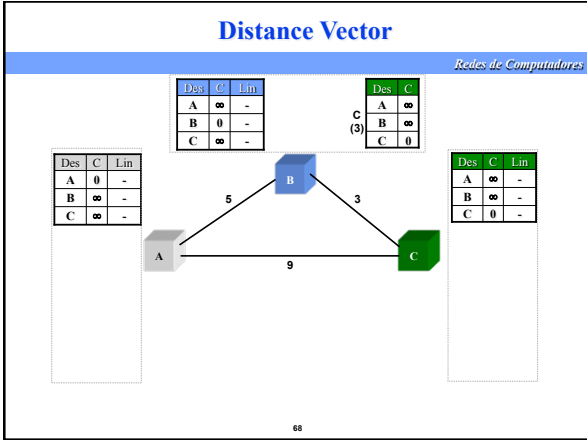 Distance Vector
Redes de Computadores
Des C Lin
A ∞ -
B 0 -
C ∞ -
C
(3)
Des C
A ∞
B ∞
C 0
Des C Lin
A 0 -
B ∞ -
C ∞ -
Des C Lin
A ∞ -
B ∞ -
C 0 -
B
5
3
A
C
9
68